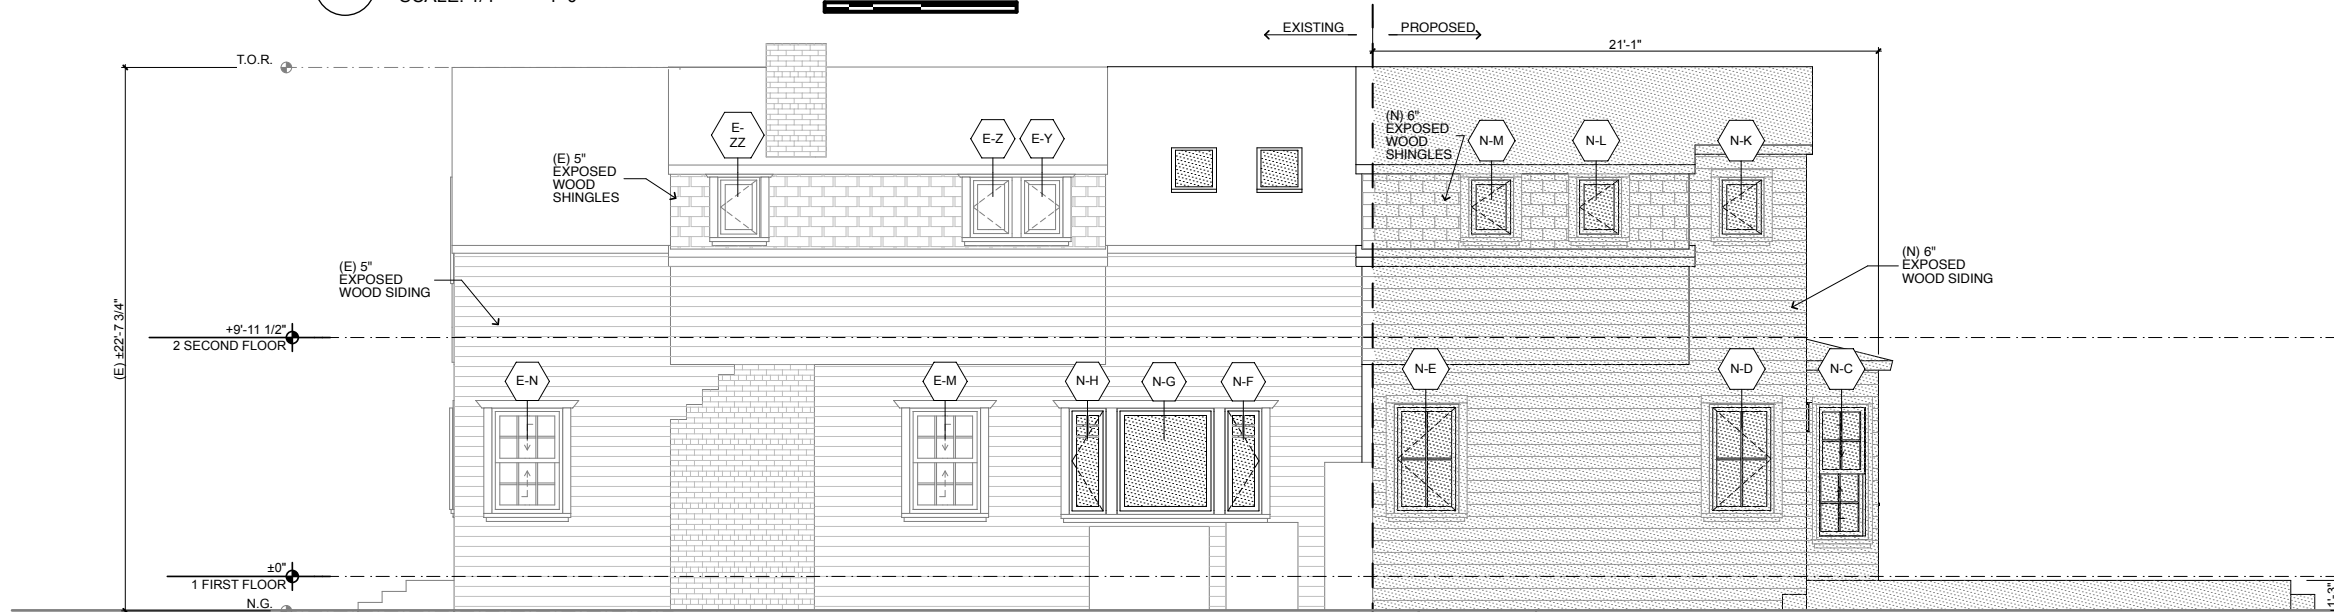 EXISTING
PROPOSED
21'-1"
T.O.R.
E-
ZZ
E-Z
E-Y
(N) 6"
EXPOSED
WOOD
SHINGLES
N-M
N-L
N-K
(E) 5"
EXPOSED
WOOD
SHINGLES
(E) 5"
EXPOSED
WOOD SIDING
(N) 6"
EXPOSED
WOOD SIDING
(E) ±22'-7 3/4"
+9'-11 1/2"
2 SECOND FLOOR
E-N
E-M
N-H
N-G
N-F
N-E
N-D
N-C
±0"
1 FIRST FLOOR
N.G.